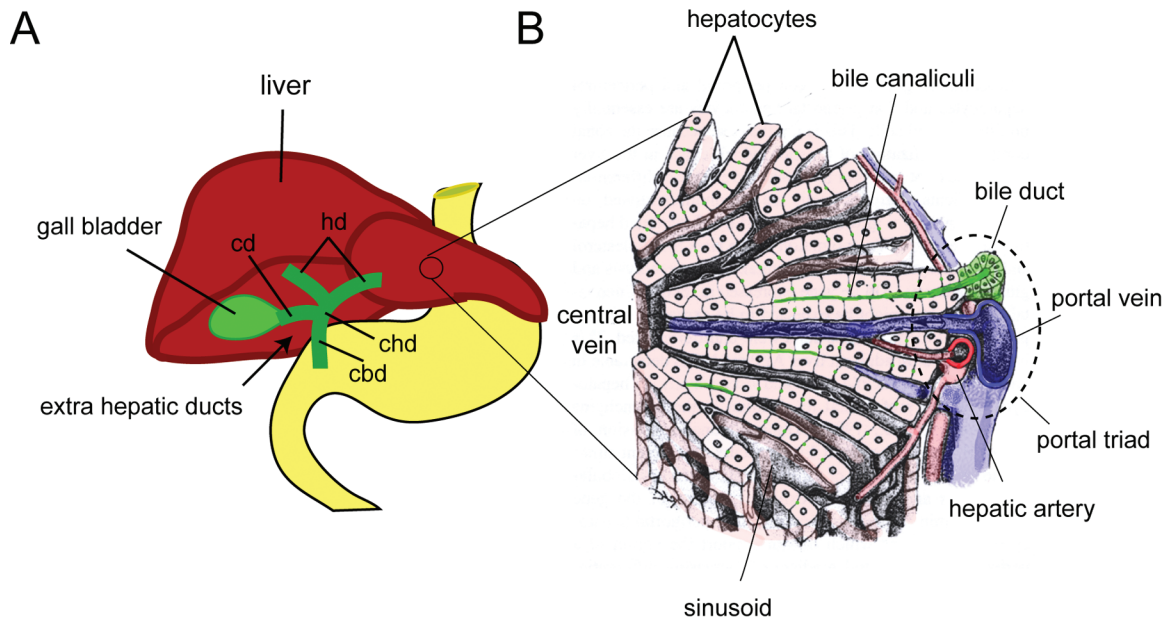 A
B
liver
gall bladder
cd
hd
chd
cbd
extra hepatic ducts
hepatocytes
bile canaliculi
bile duct
central
vein
portal vein
portal triad
hepatic artery
sinusoid